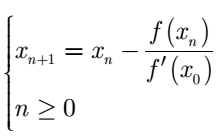 x_{n+1} = x_n − f(x_n) / f′(x_0)
n ≥ 0